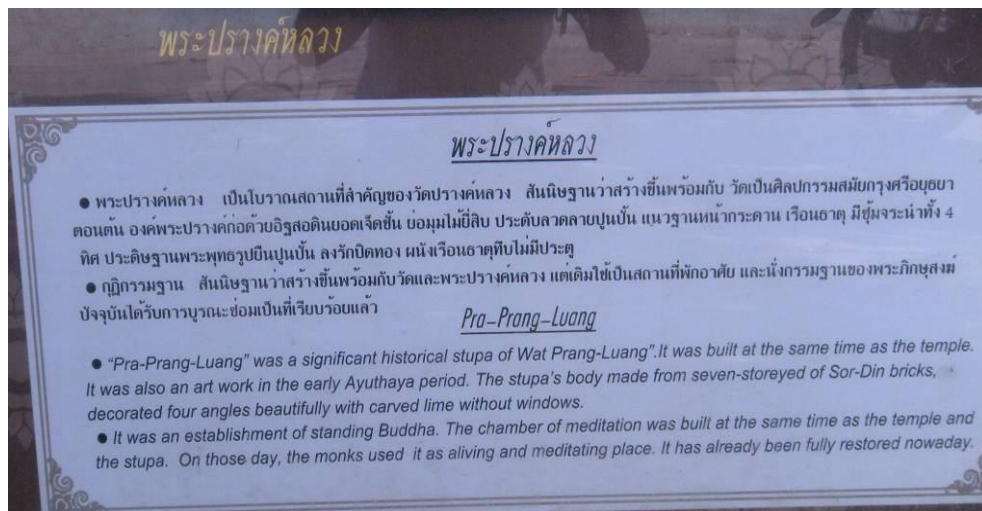 พระปรางค์หลวง
พระปรางค์หลวง
● พระปรางค์หลวง เป็นโบราณสถานที่สำคัญของวัดปรางค์หลวง สันนิษฐานว่าสร้างขึ้นพร้อมกับ วัดเป็นศิลปกรรมสมัยกรุงศรีอยุธยา
ตอนต้น องค์พระปรางค์ก่อด้วยอิฐสอดินยอดเจ็ดชั้น ย่อมุมไม้ยี่สิบ ประดับลวดลายปูนปั้น แนวฐานหน้ากระดาน เรือนธาตุ มีซุ้มจระนำทั้ง 4
ทิศ ประดิษฐานพระพุทธรูปยืนปูนปั้น ลงรักปิดทอง ผนังเรือนธาตุทึบไม่มีประตู
● กุฏิกรรมฐาน สันนิษฐานว่าสร้างขึ้นพร้อมกับวัดและพระปรางค์หลวง แต่เดิมใช้เป็นสถานที่พักอาศัย และนั่งกรรมฐานของพระภิกษุสงฆ์
ปัจจุบันได้รับการบูรณะซ่อมเป็นที่เรียบร้อยแล้ว
Pra-Prang-Luang
● “Pra-Prang-Luang” was a significant historical stupa of Wat Prang-Luang”.It was built at the same time as the temple.
It was also an art work in the early Ayuthaya period. The stupa's body made from seven-storeyed of Sor-Din bricks,
decorated four angles beautifully with carved lime without windows.
● It was an establishment of standing Buddha. The chamber of meditation was built at the same time as the temple and
the stupa. On those day, the monks used it as aliving and meditating place. It has already been fully restored nowaday.